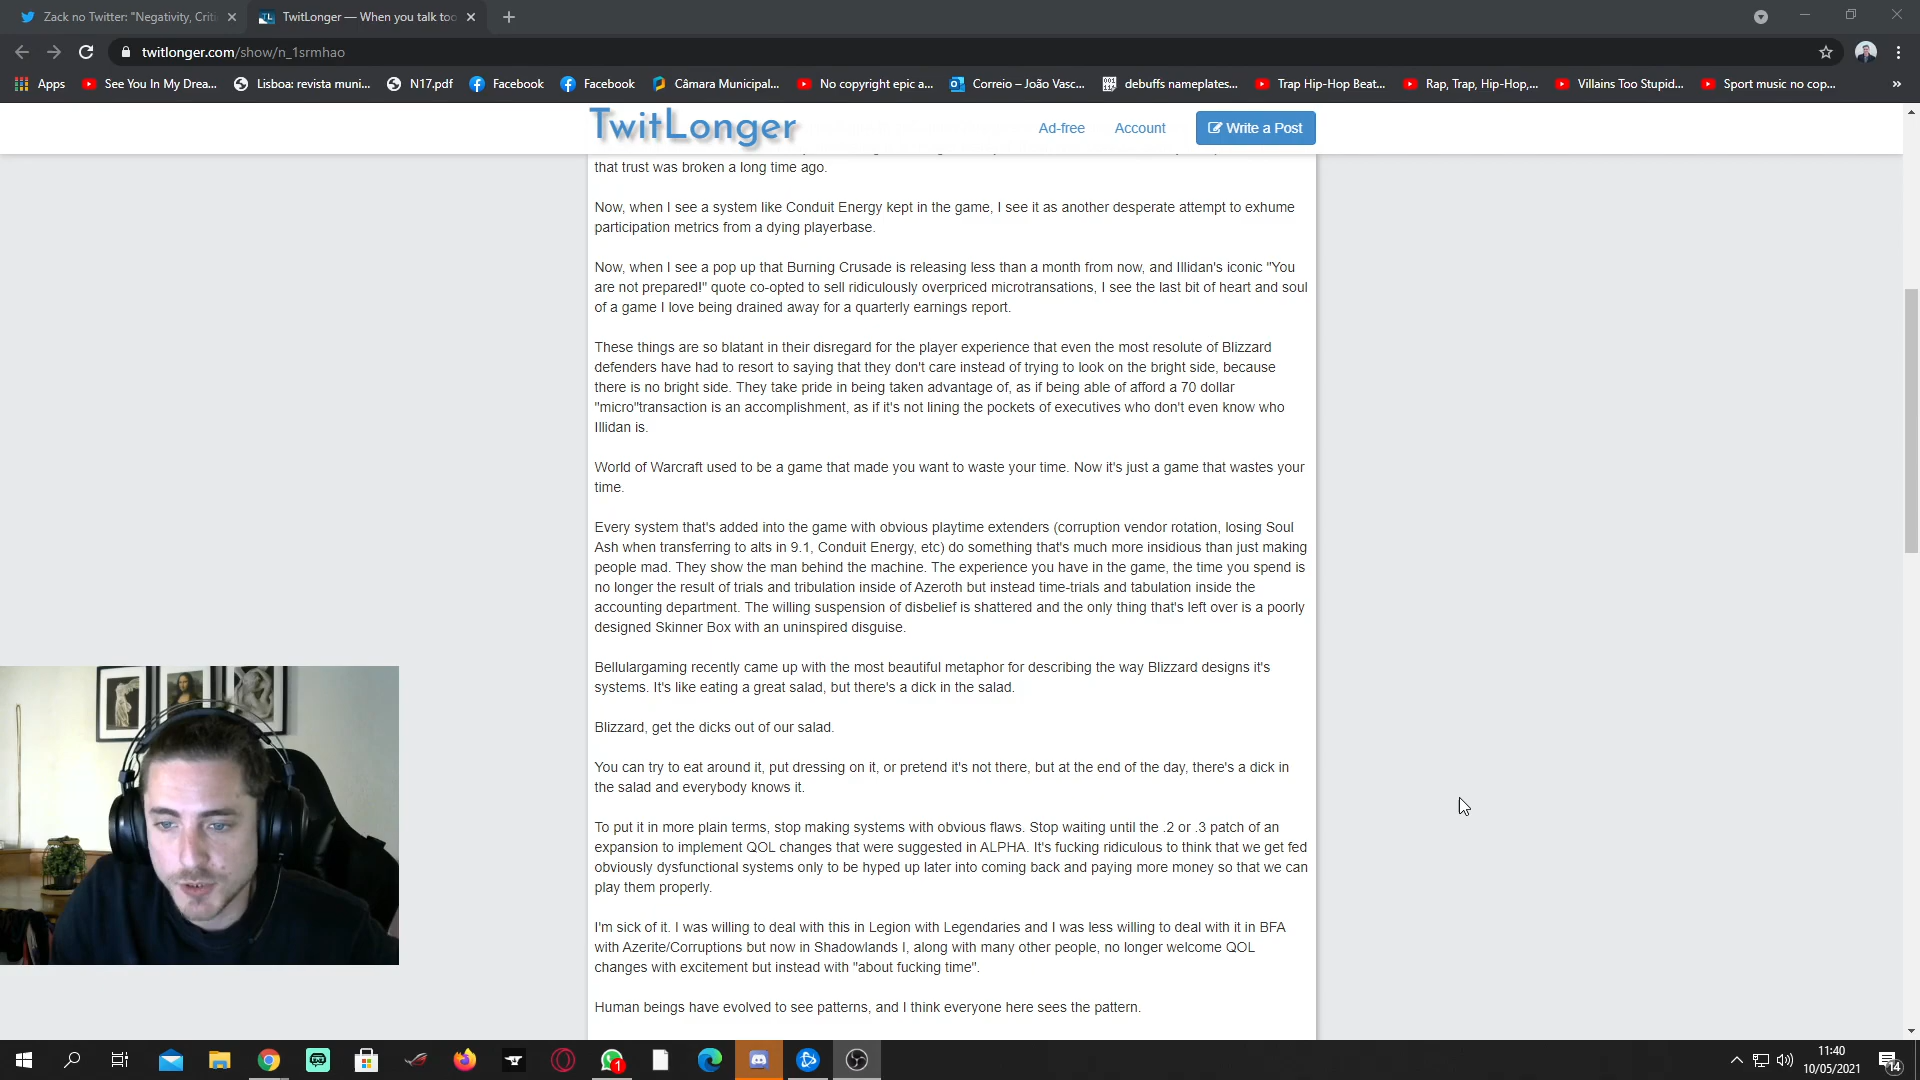 Zack no Twitter: "Negativity, Criti
TwitLonger — When you talk too
twitlonger.com/show/n_1srmhao
Apps
See You In My Drea...
Lisboa: revista muni...
N17.pdf
Facebook
Facebook
Câmara Municipal...
No copyright epic a...
Correio – João Vasc...
debuffs nameplates...
Trap Hip-Hop Beat...
Rap, Trap, Hip-Hop,...
Villains Too Stupid...
Sport music no cop...
»
TwitLonger
Ad-free
Account
Write a Post
that trust was broken a long time ago.
Now, when I see a system like Conduit Energy kept in the game, I see it as another desperate attempt to exhume
participation metrics from a dying playerbase.
Now, when I see a pop up that Burning Crusade is releasing less than a month from now, and Illidan's iconic "You
are not prepared!" quote co-opted to sell ridiculously overpriced microtransations, I see the last bit of heart and soul
of a game I love being drained away for a quarterly earnings report.
These things are so blatant in their disregard for the player experience that even the most resolute of Blizzard
defenders have had to resort to saying that they don't care instead of trying to look on the bright side, because
there is no bright side. They take pride in being taken advantage of, as if being able of afford a 70 dollar
"micro"transaction is an accomplishment, as if it's not lining the pockets of executives who don't even know who
Illidan is.
World of Warcraft used to be a game that made you want to waste your time. Now it's just a game that wastes your
time.
Every system that's added into the game with obvious playtime extenders (corruption vendor rotation, losing Soul
Ash when transferring to alts in 9.1, Conduit Energy, etc) do something that's much more insidious than just making
people mad. They show the man behind the machine. The experience you have in the game, the time you spend is
no longer the result of trials and tribulation inside of Azeroth but instead time-trials and tabulation inside the
accounting department. The willing suspension of disbelief is shattered and the only thing that's left over is a poorly
designed Skinner Box with an uninspired disguise.
Bellulargaming recently came up with the most beautiful metaphor for describing the way Blizzard designs it's
systems. It's like eating a great salad, but there's a dick in the salad.
Blizzard, get the dicks out of our salad.
You can try to eat around it, put dressing on it, or pretend it's not there, but at the end of the day, there's a dick in
the salad and everybody knows it.
To put it in more plain terms, stop making systems with obvious flaws. Stop waiting until the .2 or .3 patch of an
expansion to implement QOL changes that were suggested in ALPHA. It's fucking ridiculous to think that we get fed
obviously dysfunctional systems only to be hyped up later into coming back and paying more money so that we can
play them properly.
I'm sick of it. I was willing to deal with this in Legion with Legendaries and I was less willing to deal with it in BFA
with Azerite/Corruptions but now in Shadowlands I, along with many other people, no longer welcome QOL
changes with excitement but instead with "about fucking time".
Human beings have evolved to see patterns, and I think everyone here sees the pattern.
1
11:40
10/05/2021
14